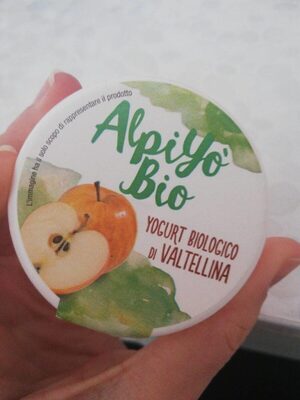 L'immagine ha il solo scopo di rappresentare il prodotto
AlpiYo'
Bio
YOGURT BIOLOGICO
DI VALTELLINA